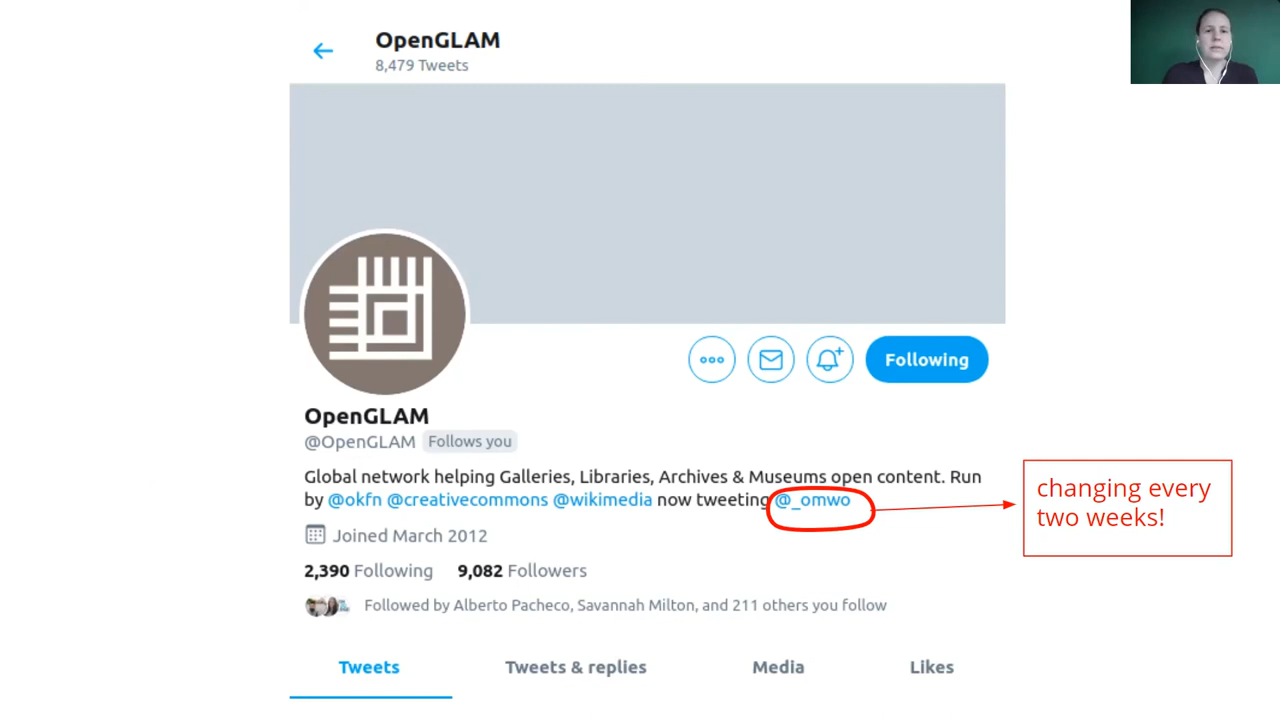 OpenGLAM
8,479 Tweets
Following
OpenGLAM
@OpenGLAM Follows you
Global network helping Galleries, Libraries, Archives & Museums open content. Run
by @okfn @creativecommons @wikimedia now tweeting @_omwo
changing every
two weeks!
Joined March 2012
2,390 Following 9,082 Followers
Followed by Alberto Pacheco, Savannah Milton, and 211 others you follow
Tweets Tweets & replies Media Likes